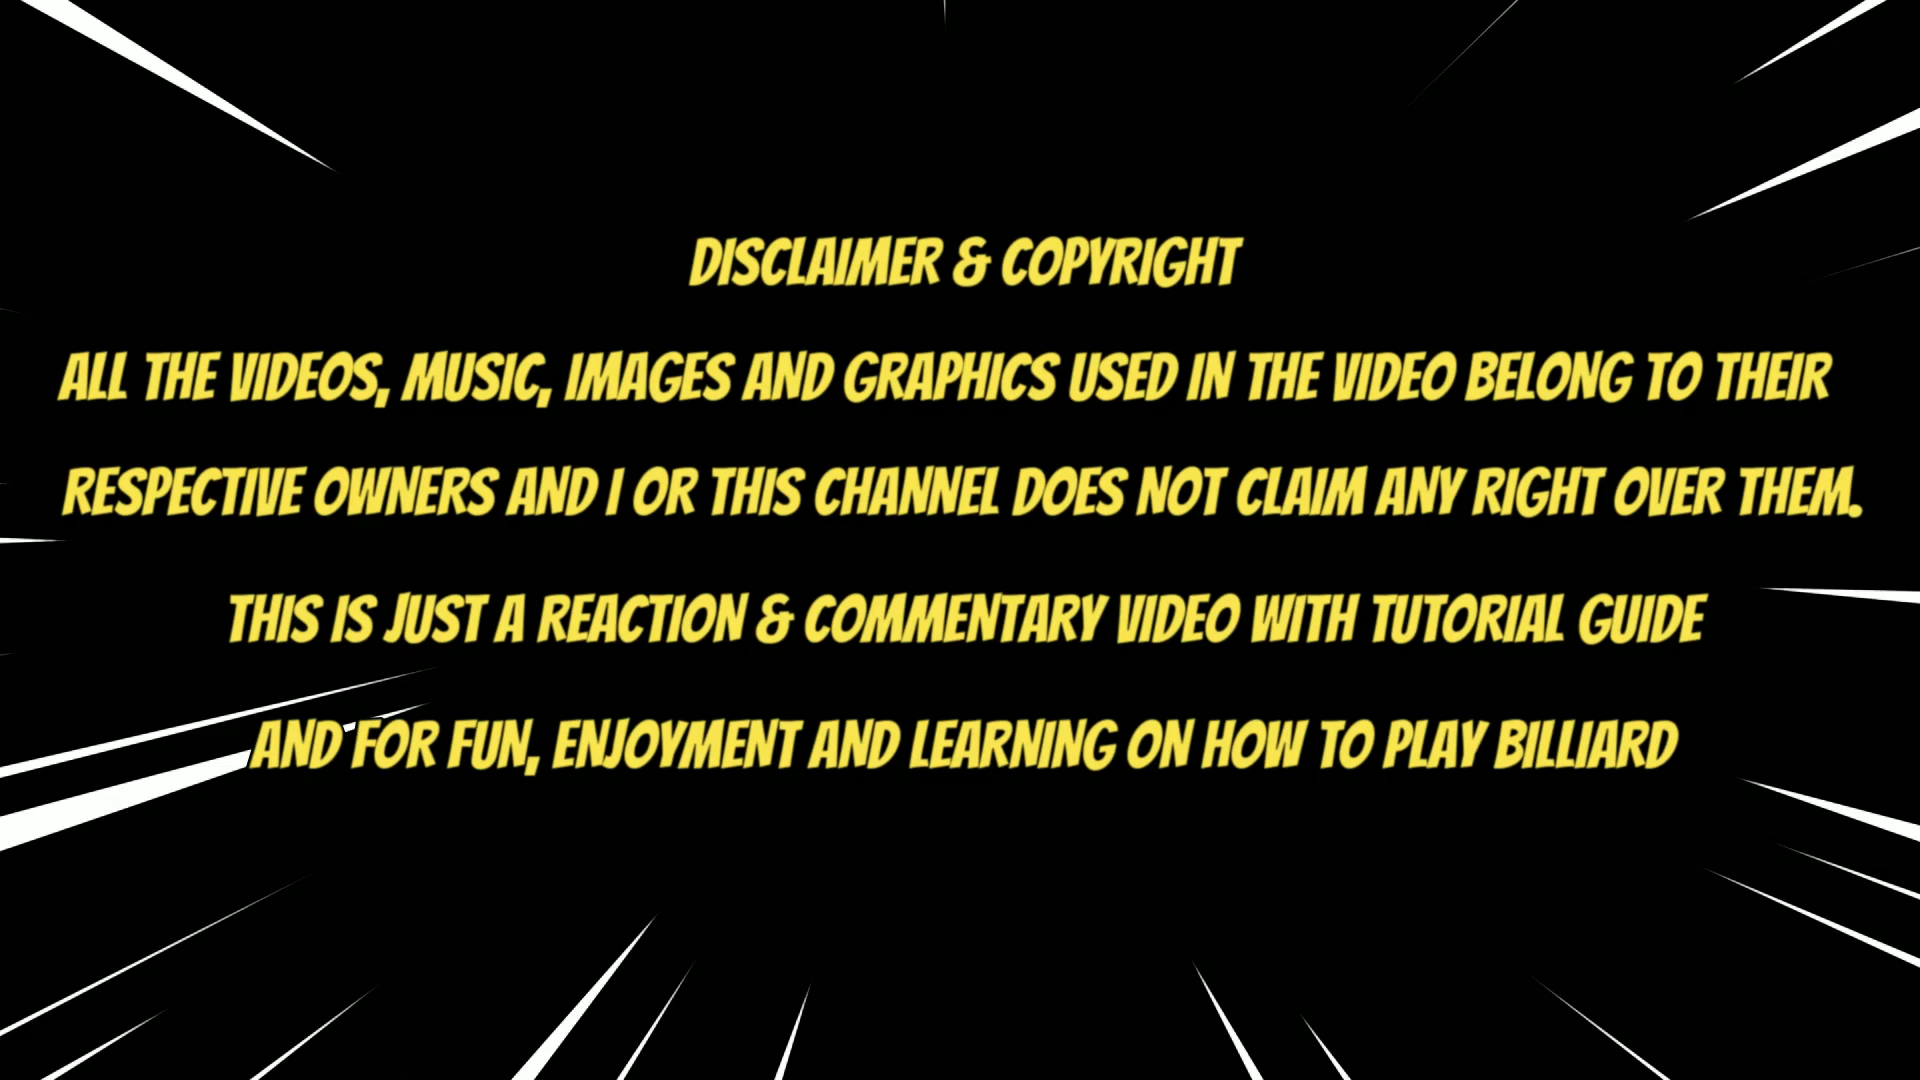 DISCLAIMER & COPYRIGHT
ALL THE VIDEOS, MUSIC, IMAGES AND GRAPHICS USED IN THE VIDEO BELONG TO THEIR
RESPECTIVE OWNERS AND I OR THIS CHANNEL DOES NOT CLAIM ANY RIGHT OVER THEM.
THIS IS JUST A REACTION & COMMENTARY VIDEO WITH TUTORIAL GUIDE
AND FOR FUN, ENJOYMENT AND LEARNING ON HOW TO PLAY BILLIARD